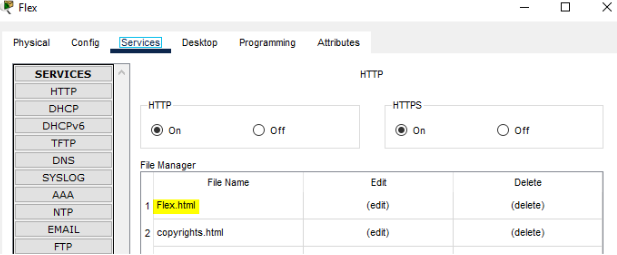 Flex
Physical Config Services Desktop Programming Attributes
SERVICES
HTTP
DHCP
DHCPv6
TFTP
DNS
SYSLOG
AAA
NTP
EMAIL
FTP
HTTP
HTTP
On Off
HTTPS
On Off
File Manager
File Name Edit Delete
1 Flex.html (edit) (delete)
2 copyrights.html (edit) (delete)